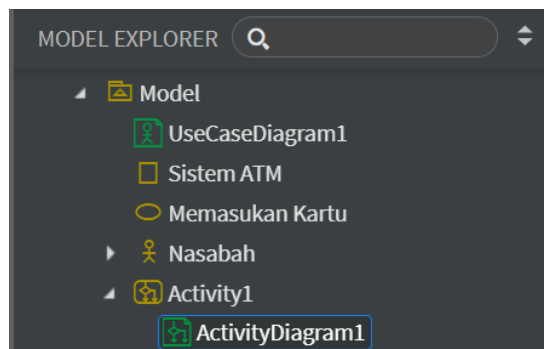 MODEL EXPLORER
Model
UseCaseDiagram1
Sistem ATM
Memasukan Kartu
Nasabah
Activity1
ActivityDiagram1